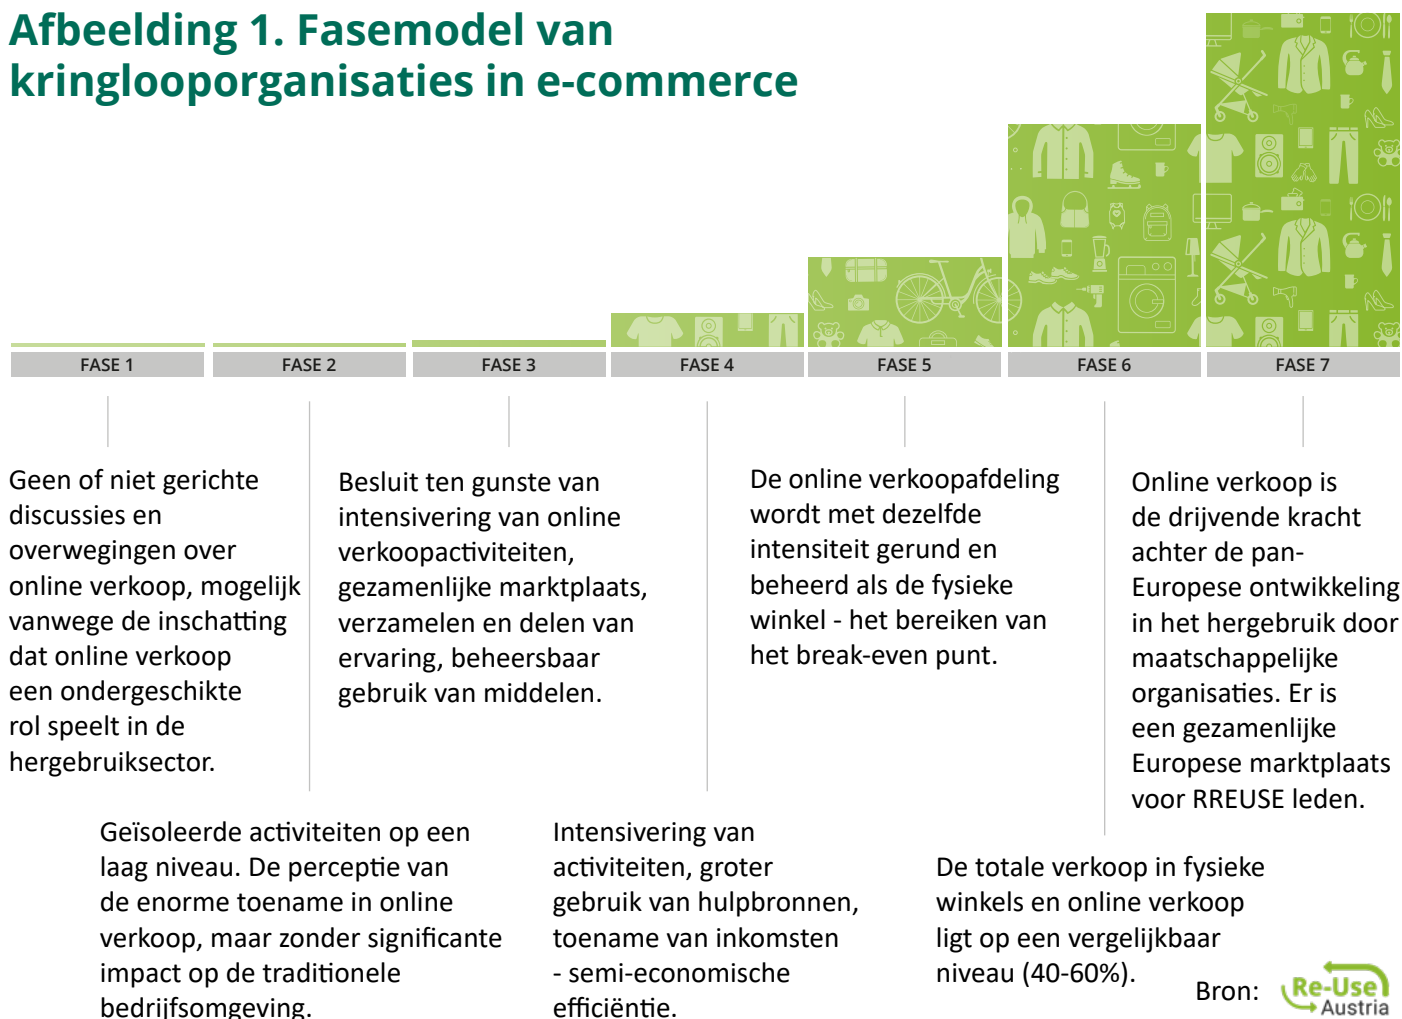 Afbeelding 1. Fasemodel van
kringlooporganisaties in e-commerce
FASE 1
FASE 2
FASE 3
FASE 4
FASE 5
FASE 6
FASE 7
Geen of niet gerichte
discussies en
overwegingen over
online verkoop, mogelijk
vanwege de inschatting
dat online verkoop
een ondergeschikte
rol speelt in de
hergebruiksector.
Geïsoleerde activiteiten op een
laag niveau. De perceptie van
de enorme toename in online
verkoop, maar zonder significante
impact op de traditionele
bedrijfsomgeving.
Besluit ten gunste van
intensivering van online
verkoopactiviteiten,
gezamenlijke marktplaats,
verzamelen en delen van
ervaring, beheersbaar
gebruik van middelen.
Intensivering van
activiteiten, groter
gebruik van hulpbronnen,
toename van inkomsten
- semi-economische
efficiëntie.
De online verkoopafdeling
wordt met dezelfde
intensiteit gerund en
beheerd als de fysieke
winkel - het bereiken van
het break-even punt.
De totale verkoop in fysieke
winkels en online verkoop
ligt op een vergelijkbaar
niveau (40-60%).
Online verkoop is
de drijvende kracht
achter de pan-
Europese ontwikkeling
in het hergebruik door
maatschappelijke
organisaties. Er is
een gezamenlijke
Europese marktplaats
voor RREUSE leden.
Bron:
Re-Use
Austria